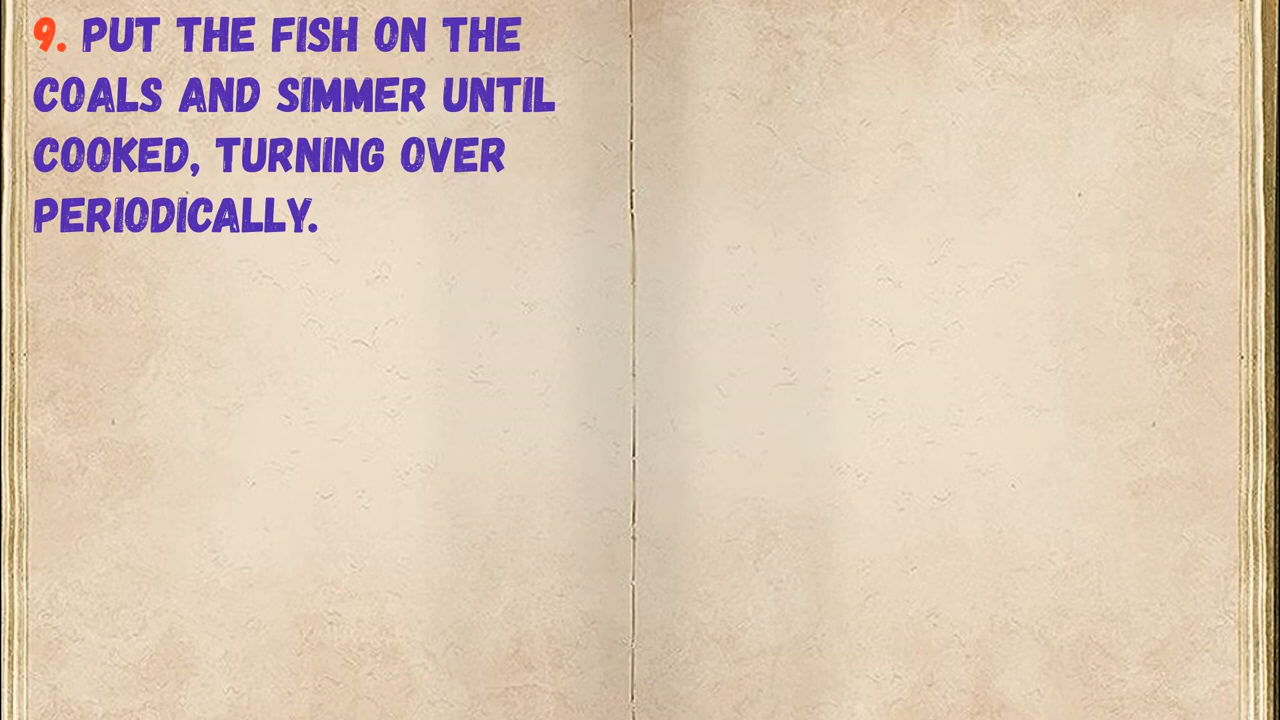 9. PUT THE FISH ON THE
COALS AND SIMMER UNTIL
COOKED, TURNING OVER
PERIODICALLY.